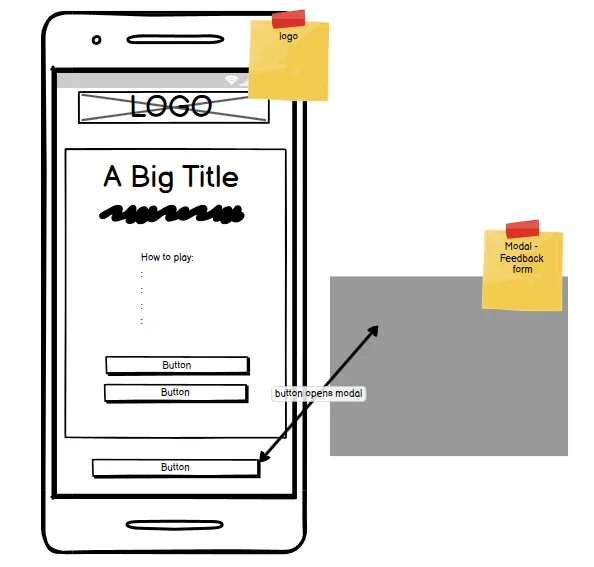 logo
LOGO
A Big Title
How to play:
:
:
:
:
Button
Button
button opens modal
Button
Modal -
Feedback
form